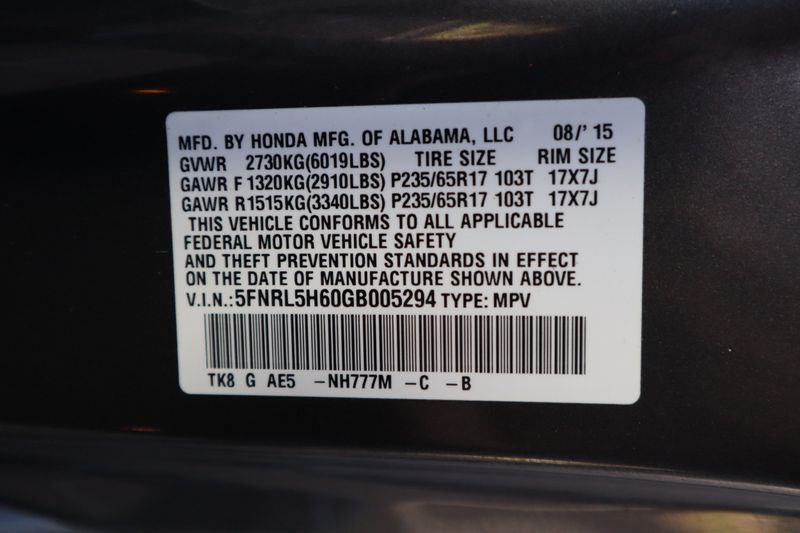 MFD. BY HONDA MFG. OF ALABAMA, LLC 08/'15
GVWR 2730KG(6019LBS) TIRE SIZE RIM SIZE
GAWR F 1320KG(2910LBS) P235/65R17 103T 17X7J
GAWR R1515KG(3340LBS) P235/65R17 103T 17X7J
THIS VEHICLE CONFORMS TO ALL APPLICABLE
FEDERAL MOTOR VEHICLE SAFETY
AND THEFT PREVENTION STANDARDS IN EFFECT
ON THE DATE OF MANUFACTURE SHOWN ABOVE.
V.I.N.:5FNRL5H60GB005294 TYPE: MPV
TK8 G AE5 -NH777M -C -B